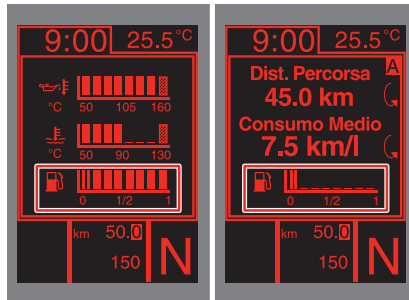 9:00 25.5°C
°C 50 105 160
°C 50 90 130
0 1/2 1
km 50.0
150 N
9:00 25.5°C
A
Dist. Percorsa
45.0 km
Consumo Medio
7.5 km/l
0 1/2 1
km 50.0
150 N